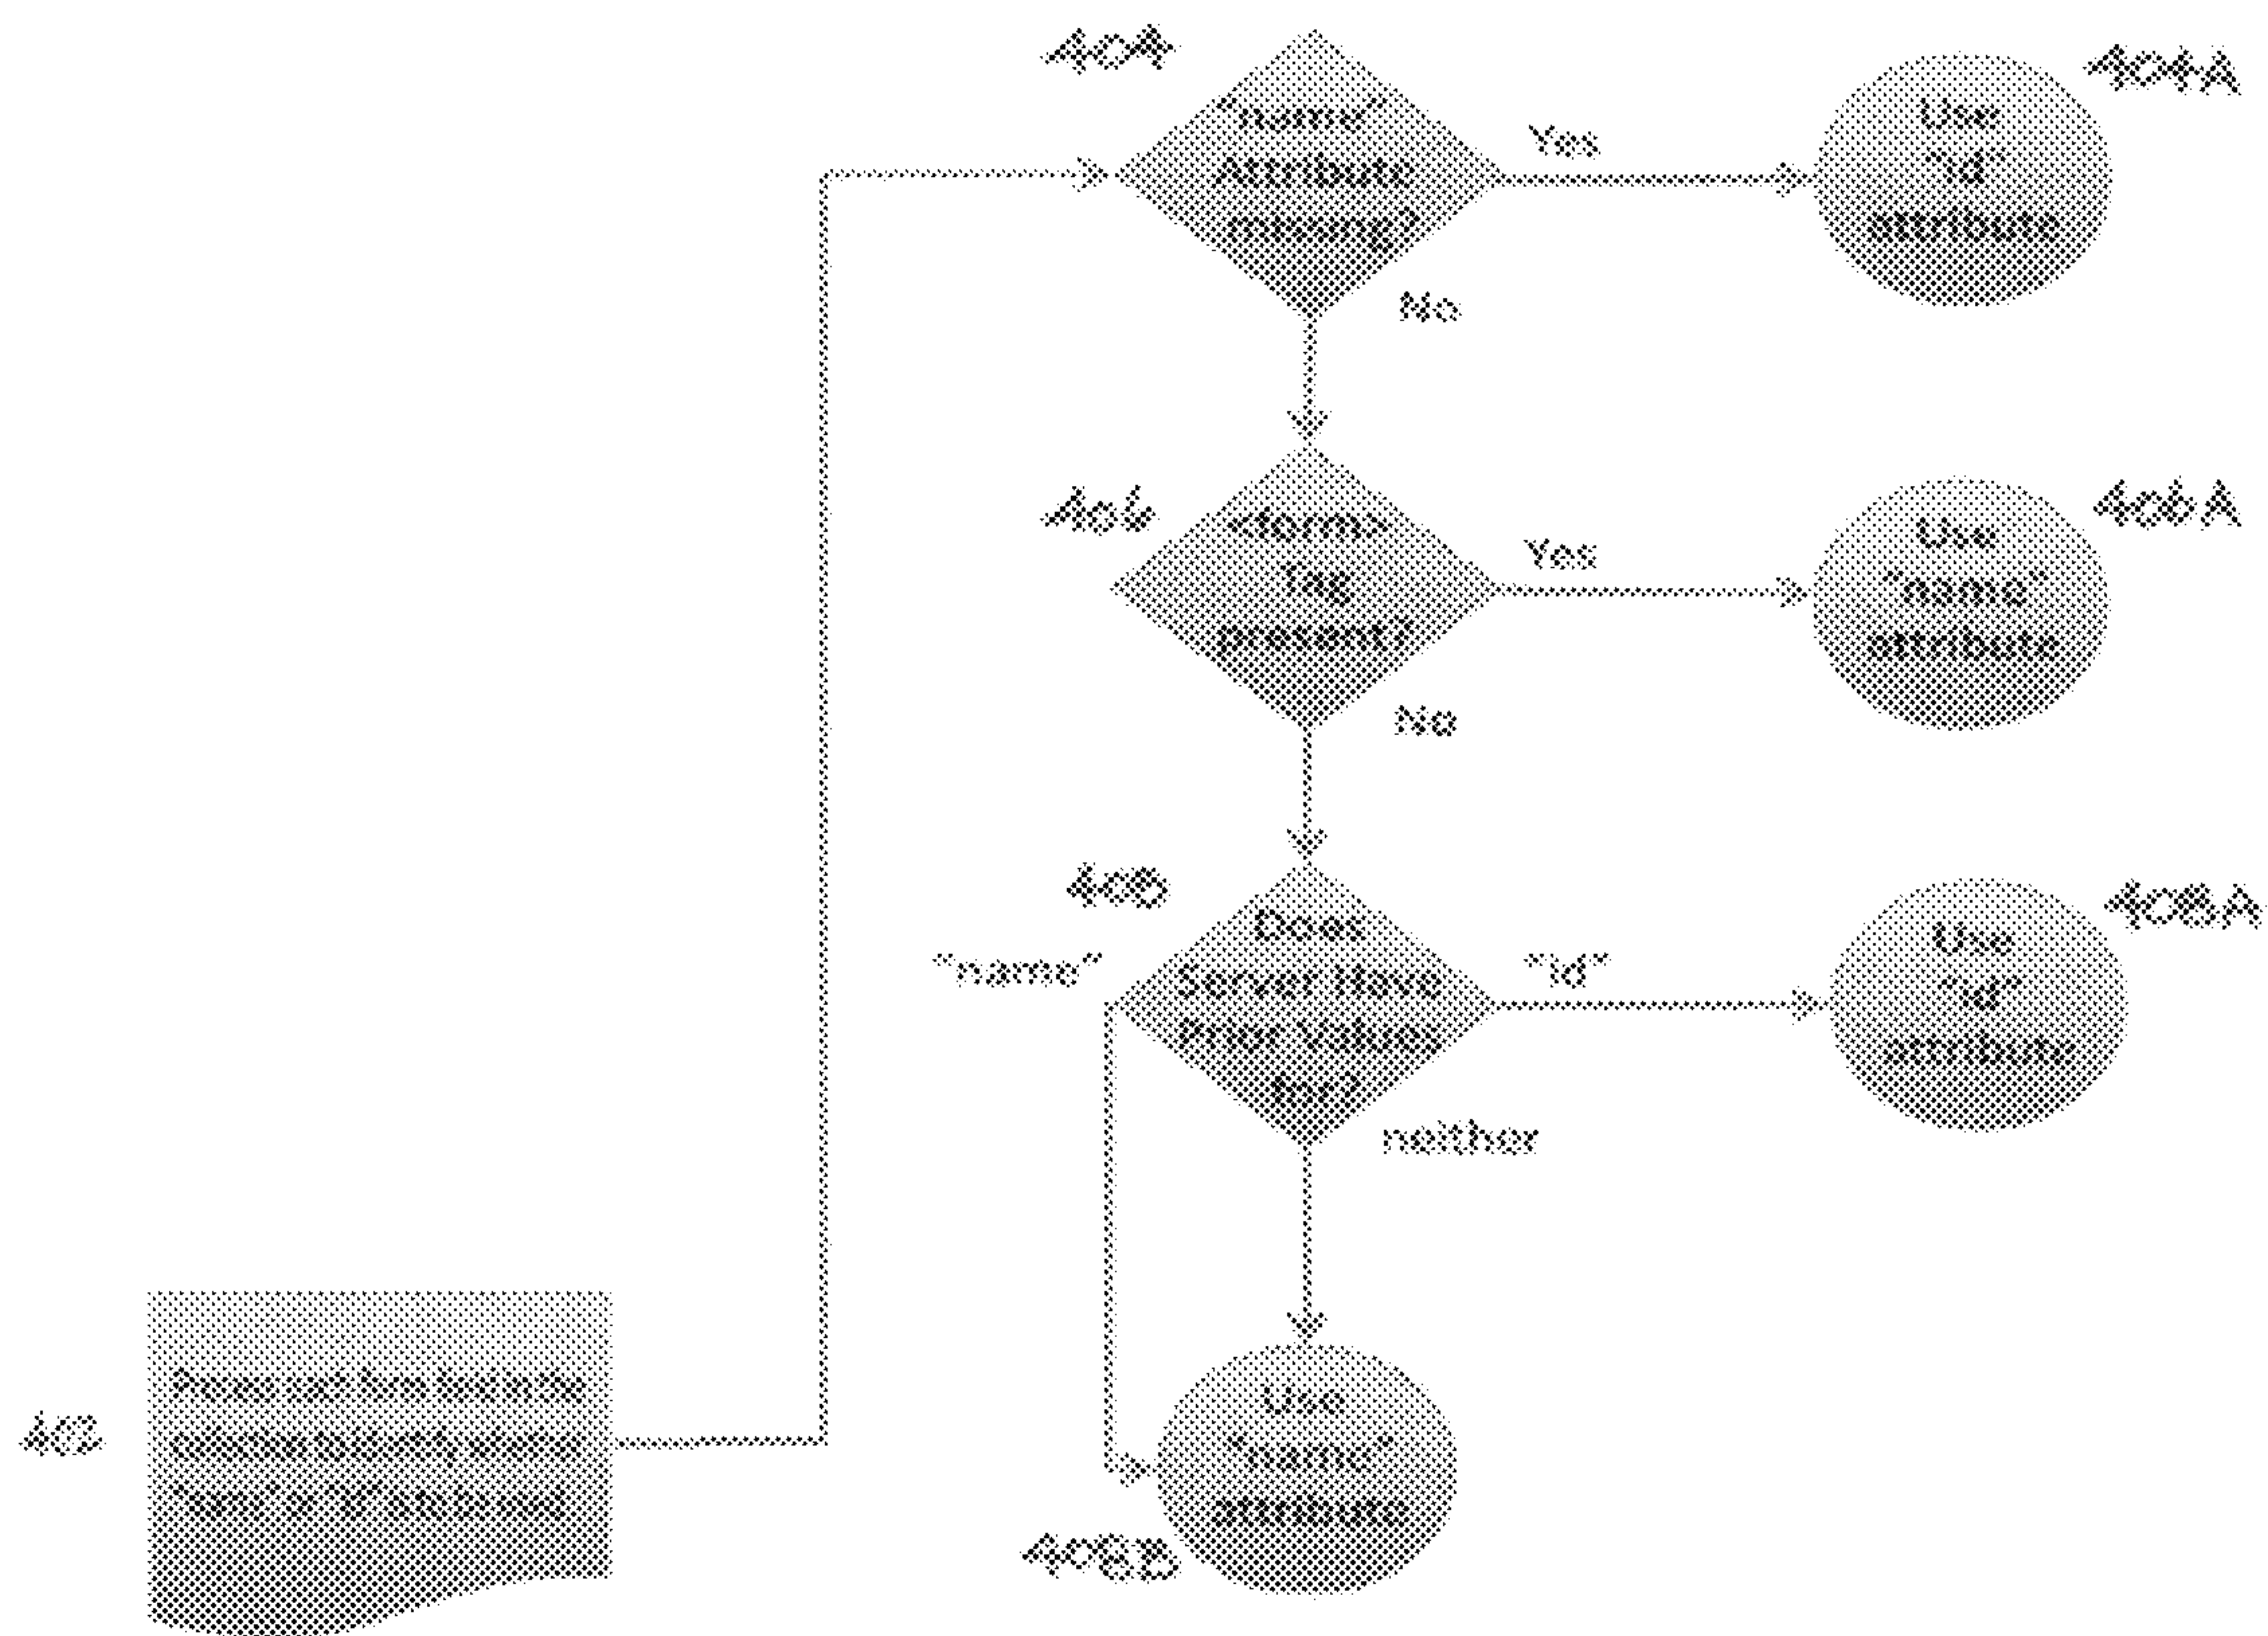 404
"name"
Attribute
missing?
Yes
Use
"id"
attribute
404A
No
406
<form>
Tag
present?
Yes
Use
"name"
attribute
406A
No
408
Does
Server Have
Prior Values
for?
"name"
"id"
Use
"id"
attribute
408A
neither
Use
"name"
attribute
408B
402